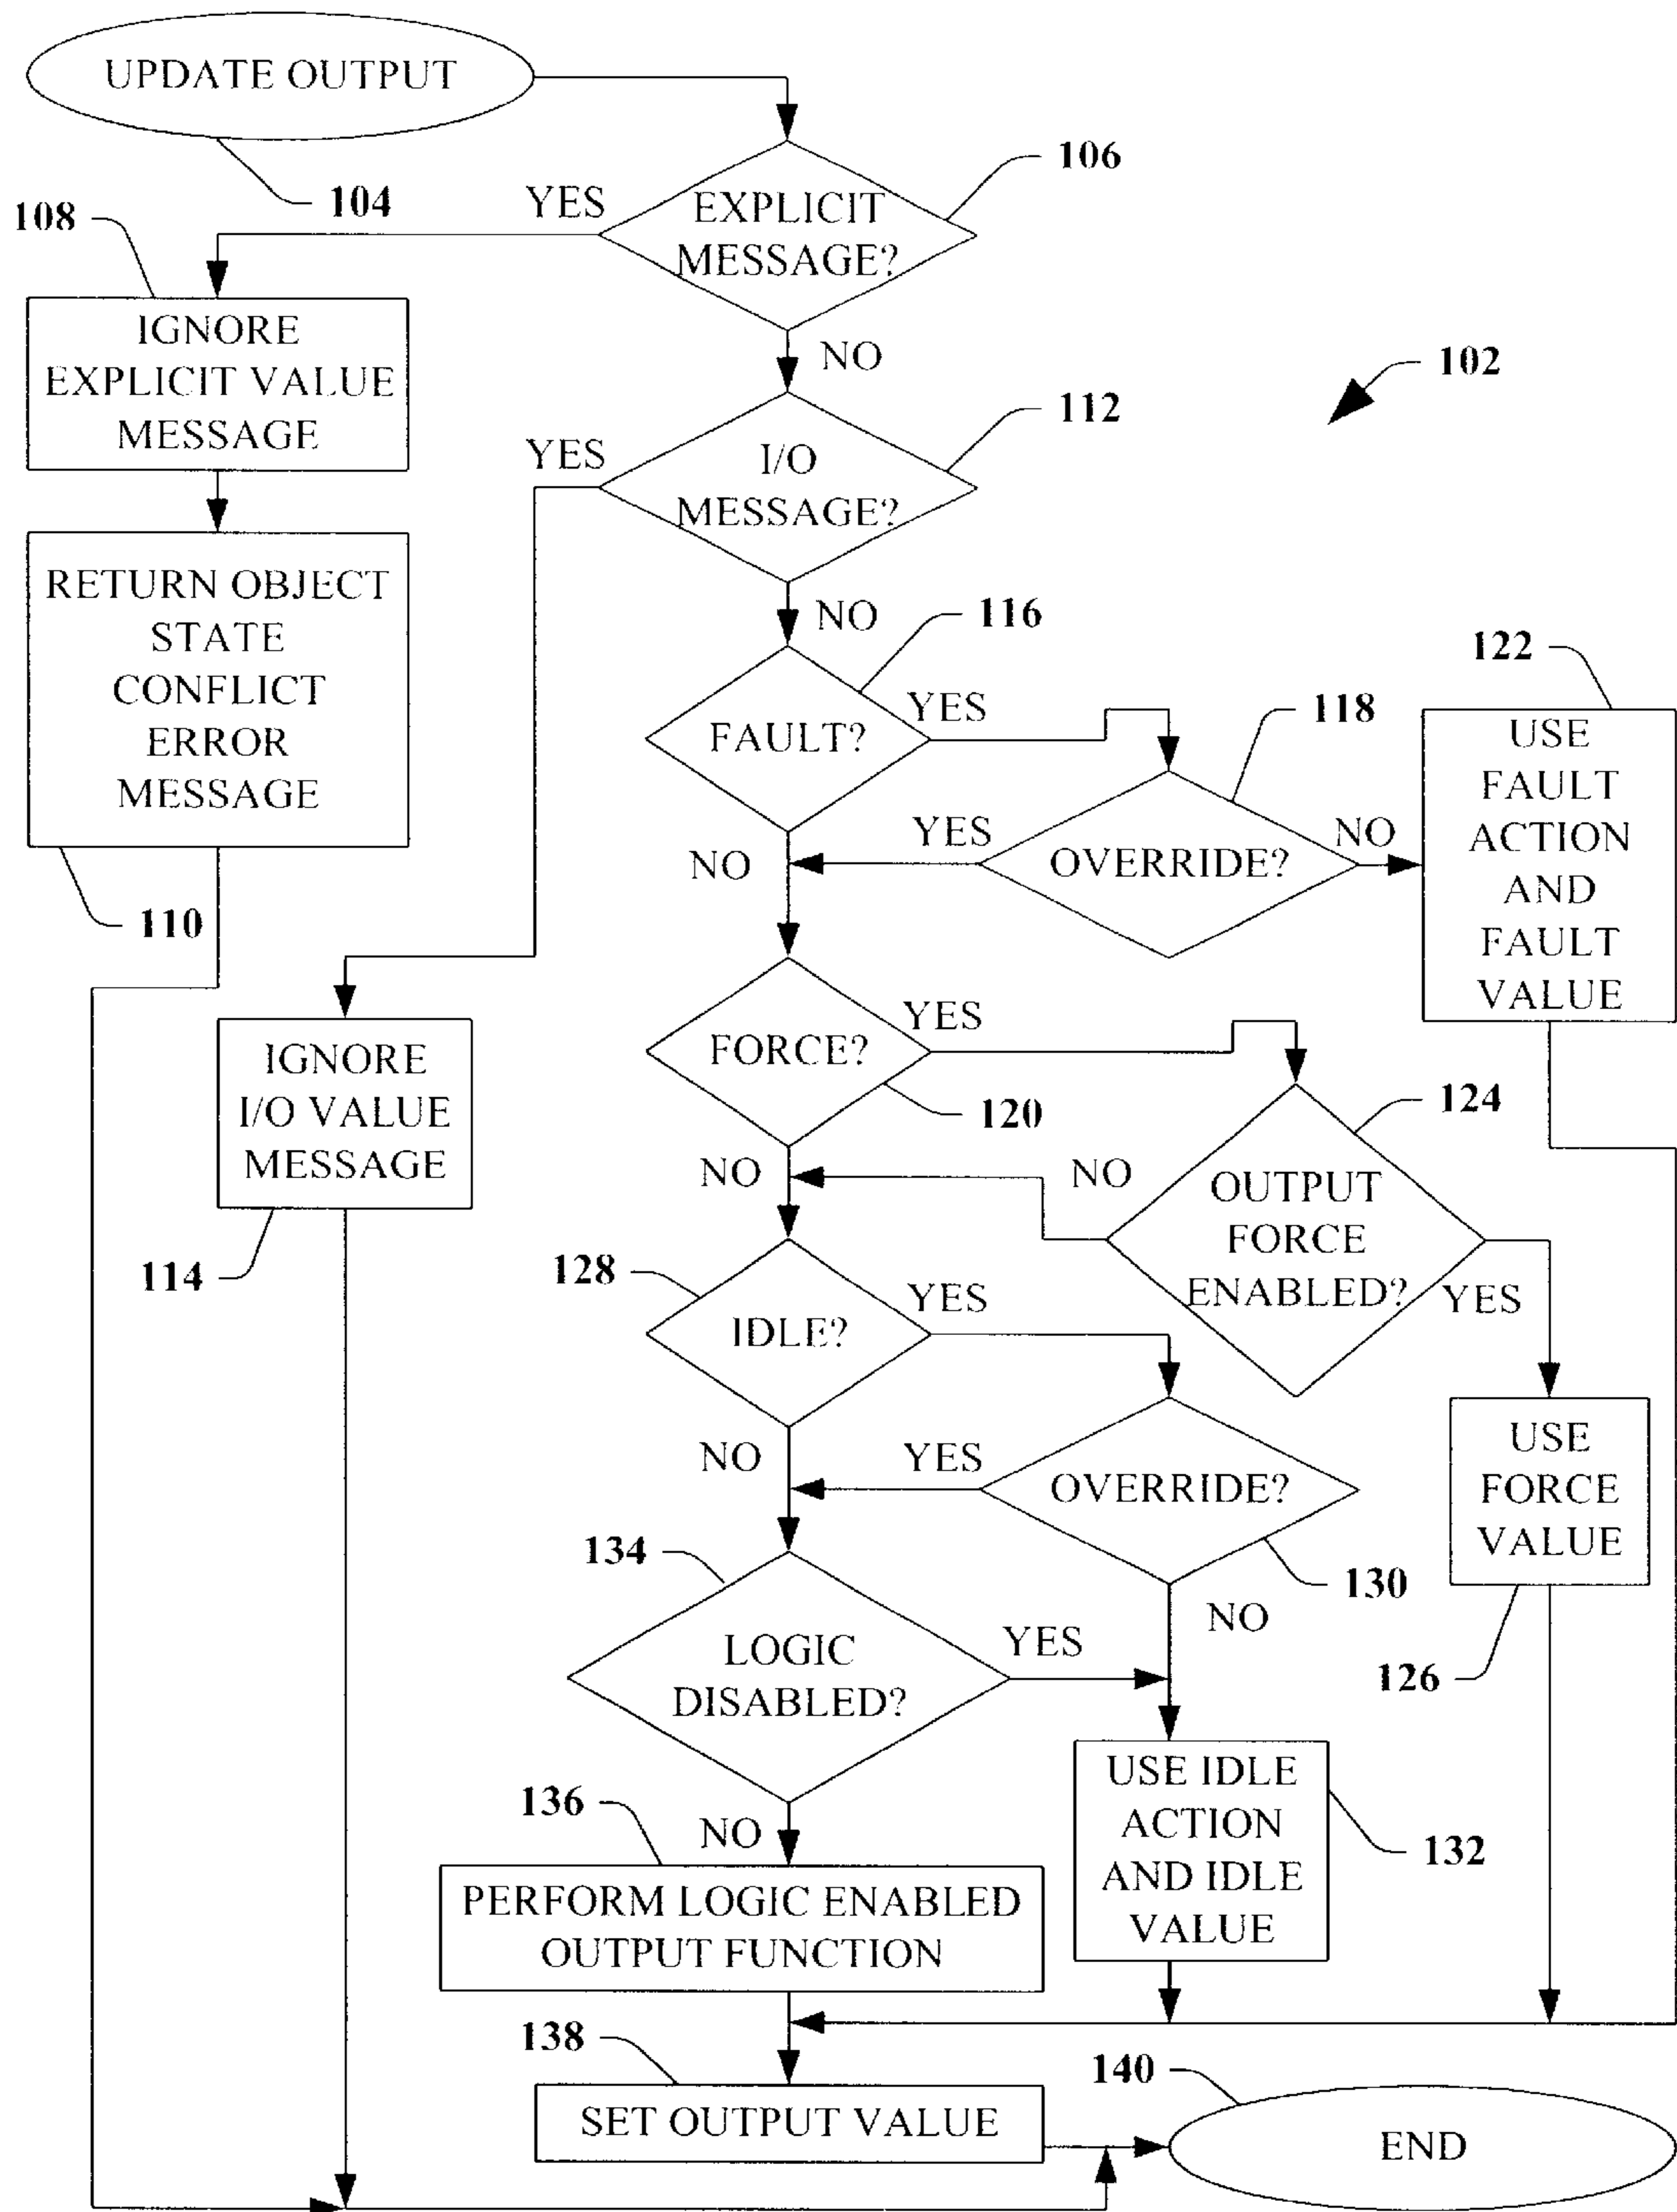 UPDATE OUTPUT
104
106
YES
EXPLICIT
MESSAGE?
108
IGNORE
EXPLICIT VALUE
MESSAGE
NO
102
112
YES
I/O
MESSAGE?
RETURN OBJECT
STATE
CONFLICT
ERROR
MESSAGE
110
NO
116
FAULT?
YES
118
122
USE
FAULT
ACTION
AND
FAULT
VALUE
YES
OVERRIDE?
NO
NO
FORCE?
YES
120
124
IGNORE
I/O VALUE
MESSAGE
114
NO
NO
OUTPUT
FORCE
ENABLED?
YES
128
IDLE?
YES
NO
YES
OVERRIDE?
130
USE
FORCE
VALUE
126
134
NO
LOGIC
DISABLED?
YES
136
NO
USE IDLE
ACTION
AND IDLE
VALUE
132
PERFORM LOGIC ENABLED
OUTPUT FUNCTION
138
SET OUTPUT VALUE
140
END